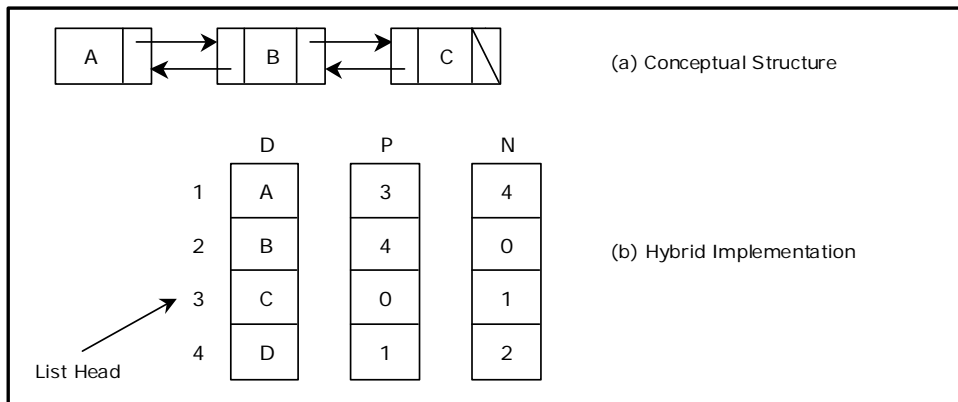 A B C (a) Conceptual Structure
D P N
1 A 3 4
2 B 4 0
(b) Hybrid Implementation
3 C 0 1
4 D 1 2
List Head